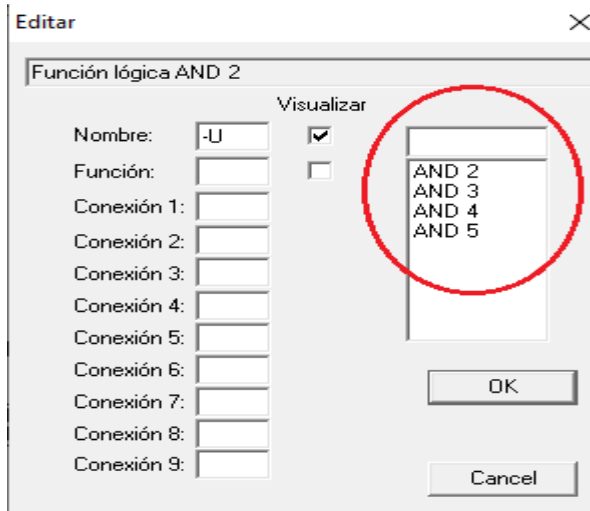 Editar
Función lógica AND 2
Visualizar
Nombre: -U
Función:
Conexión 1:
Conexión 2:
Conexión 3:
Conexión 4:
Conexión 5:
Conexión 6:
Conexión 7:
Conexión 8:
Conexión 9:
AND 2
AND 3
AND 4
AND 5
OK
Cancel